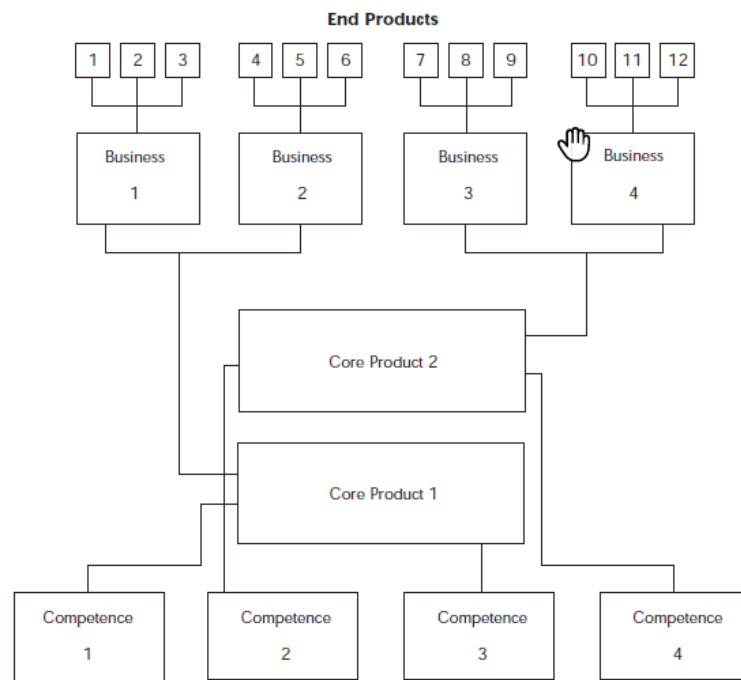 End Products
1 2 3 4 5 6 7 8 9 10 11 12
Business Business Business Business
1 2 3 4
Core Product 2
Core Product 1
Competence Competence Competence Competence
1 2 3 4